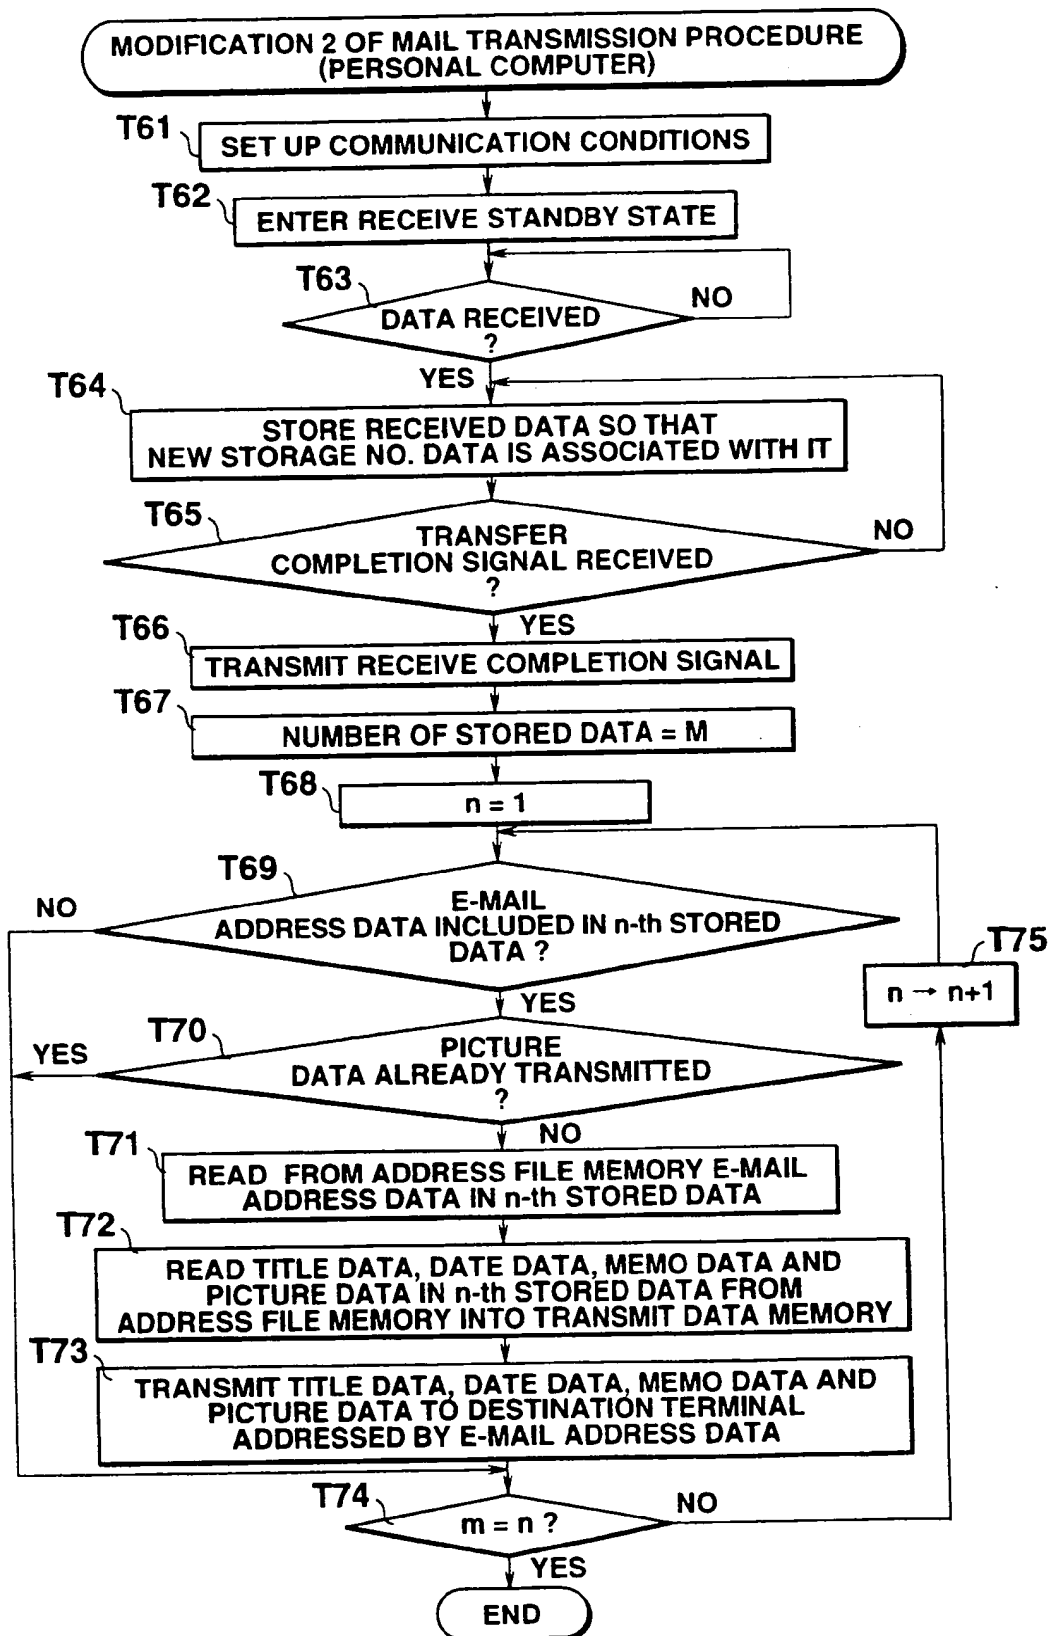 MODIFICATION 2 OF MAIL TRANSMISSION PROCEDURE
(PERSONAL COMPUTER)
T61
SET UP COMMUNICATION CONDITIONS
T62
ENTER RECEIVE STANDBY STATE
T63
NO
DATA RECEIVED
?
YES
T64
STORE RECEIVED DATA SO THAT
NEW STORAGE NO. DATA IS ASSOCIATED WITH IT
T65
NO
TRANSFER
COMPLETION SIGNAL RECEIVED
?
YES
T66
TRANSMIT RECEIVE COMPLETION SIGNAL
T67
NUMBER OF STORED DATA = M
T68
n = 1
T69
NO
E-MAIL
ADDRESS DATA INCLUDED IN n-th STORED
DATA ?
T75
n → n+1
YES
T70
YES
PICTURE
DATA ALREADY TRANSMITTED
?
NO
T71
READ FROM ADDRESS FILE MEMORY E-MAIL
ADDRESS DATA IN n-th STORED DATA
T72
READ TITLE DATA, DATE DATA, MEMO DATA AND
PICTURE DATA IN n-th STORED DATA FROM
ADDRESS FILE MEMORY INTO TRANSMIT DATA MEMORY
T73
TRANSMIT TITLE DATA, DATE DATA, MEMO DATA AND
PICTURE DATA TO DESTINATION TERMINAL
ADDRESSED BY E-MAIL ADDRESS DATA
T74
NO
m = n ?
YES
END